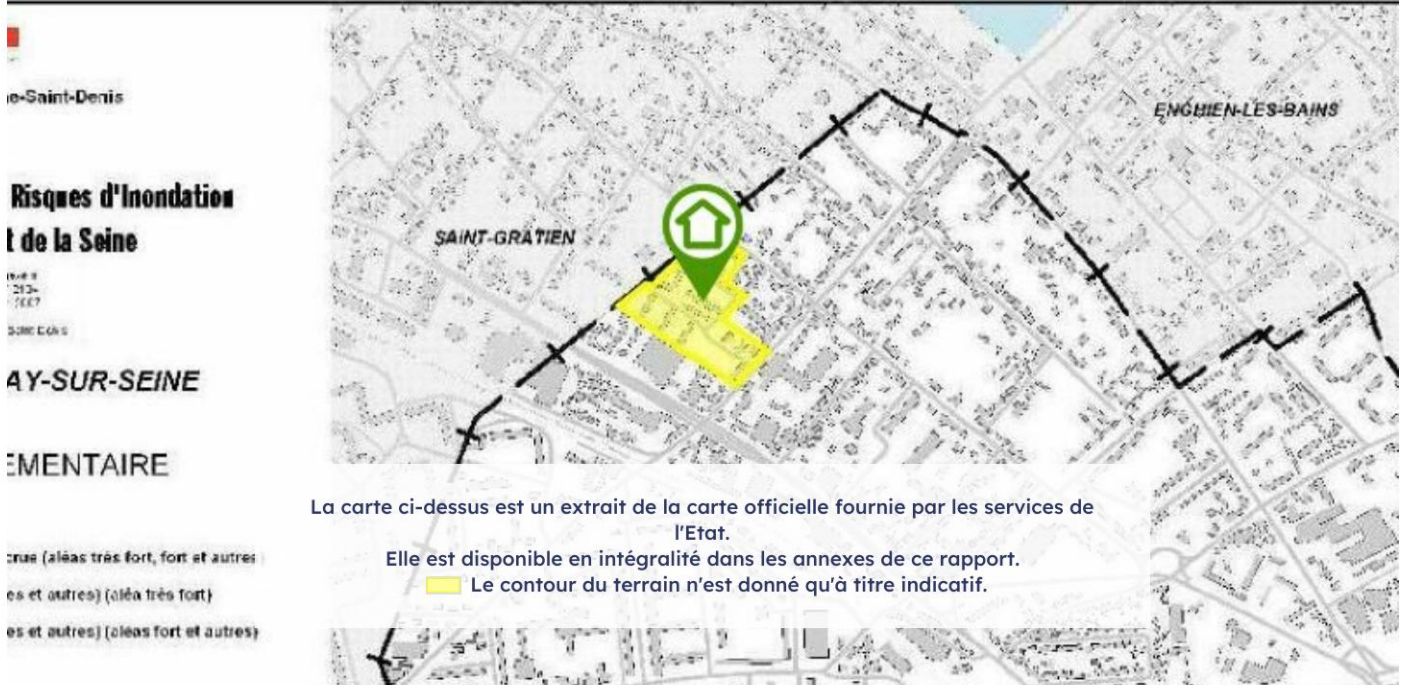 e-Saint-Denis
Risques d'Inondation
t de la Seine
2007
AY-SUR-SEINE
EMENTAIRE
crue (aléas très fort, fort et autres
es et autres) (aléa très fort)
es et autres) (aléas fort et autres)
ENGHIEN-LES-BAINS
SAINT-GRATIEN
La carte ci-dessus est un extrait de la carte officielle fournie par les services de
l'Etat.
Elle est disponible en intégralité dans les annexes de ce rapport.
Le contour du terrain n'est donné qu'à titre indicatif.